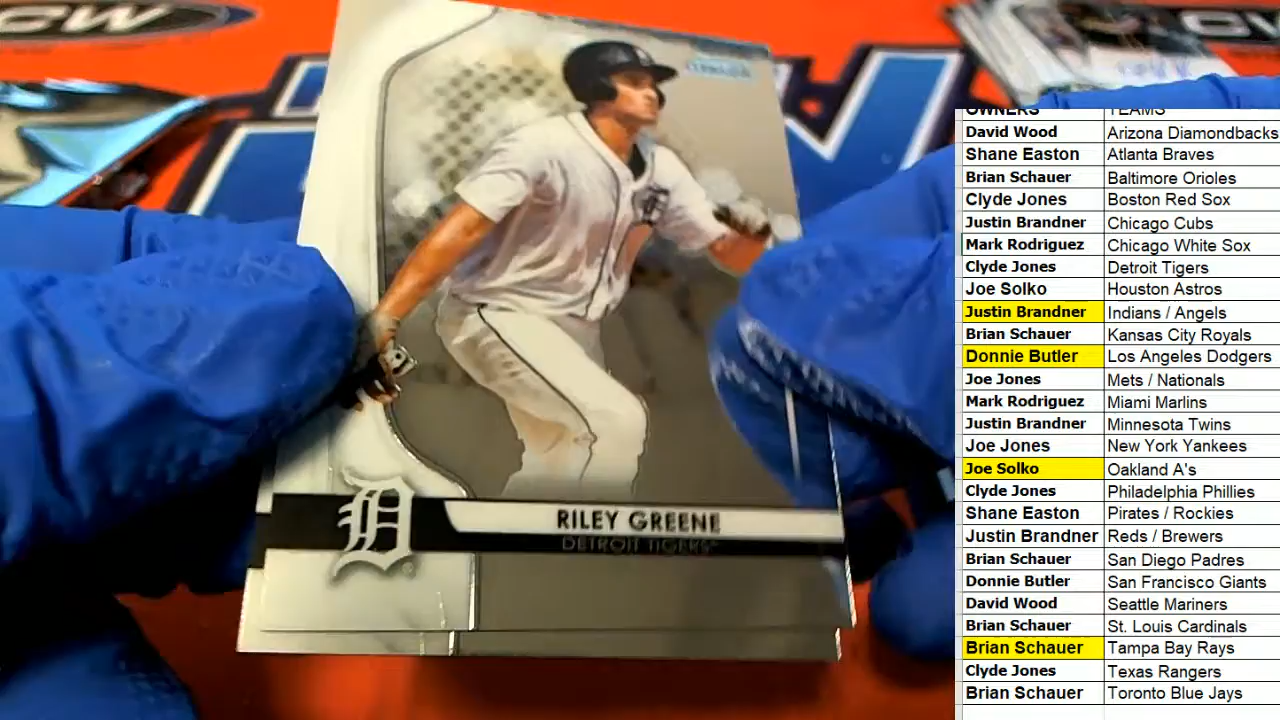 CW
OWNERS TEAMS
David Wood Arizona Diamondbacks
Shane Easton Atlanta Braves
Brian Schauer Baltimore Orioles
Clyde Jones Boston Red Sox
Justin Brandner Chicago Cubs
Mark Rodriguez Chicago White Sox
Clyde Jones Detroit Tigers
Joe Solko Houston Astros
Justin Brandner Indians / Angels
Brian Schauer Kansas City Royals
Donnie Butler Los Angeles Dodgers
Joe Jones Mets / Nationals
Mark Rodriguez Miami Marlins
Justin Brandner Minnesota Twins
Joe Jones New York Yankees
Joe Solko Oakland A's
Clyde Jones Philadelphia Phillies
Shane Easton Pirates / Rockies
Justin Brandner Reds / Brewers
Brian Schauer San Diego Padres
Donnie Butler San Francisco Giants
David Wood Seattle Mariners
Brian Schauer St. Louis Cardinals
Brian Schauer Tampa Bay Rays
Clyde Jones Texas Rangers
Brian Schauer Toronto Blue Jays
D
RILEY GREENE
DETROIT TIGERS